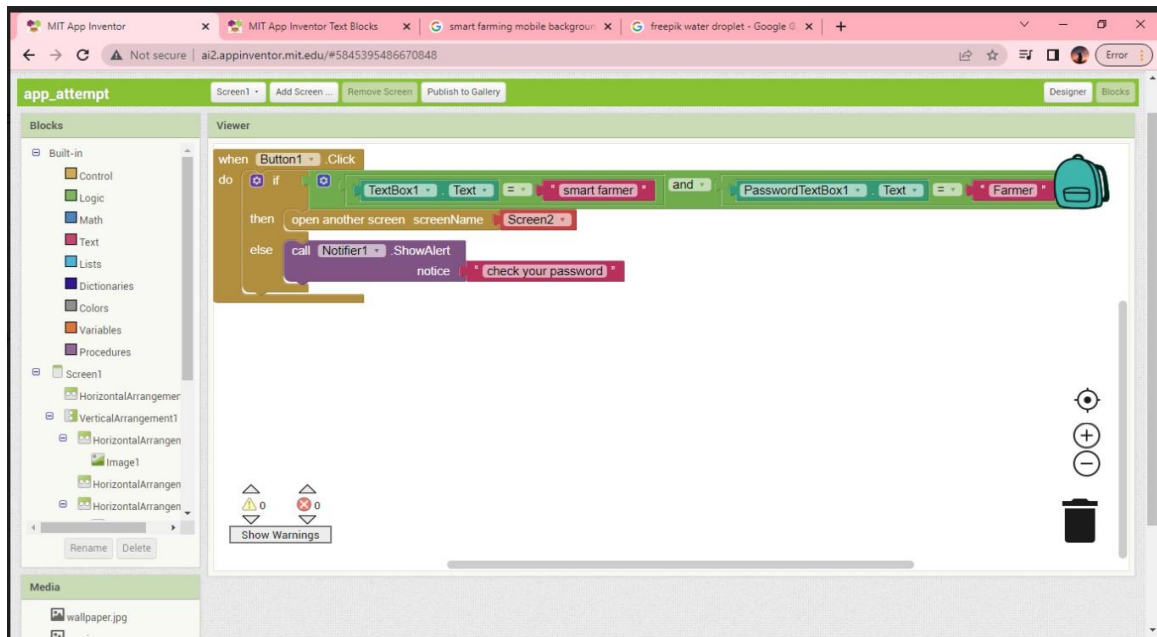 MIT App Inventor
MIT App Inventor Text Blocks
smart farming mobile backgroun
freepik water droplet - Google
Not secure
ai2.appinventor.mit.edu/#5845395486670848
Error
app_attempt
Screen1
Add Screen ...
Remove Screen
Publish to Gallery
Designer
Blocks
Blocks
Viewer
Built-in
Control
Logic
Math
Text
Lists
Dictionaries
Colors
Variables
Procedures
Screen1
HorizontalArrangemer
VerticalArrangement1
HorizontalArrangen
Image1
HorizontalArrangen
HorizontalArrangen
Rename
Delete
Media
wallpaper.jpg
when Button1 .Click
do if TextBox1 . Text = " smart farmer " and PasswordTextBox1 . Text = " Farmer "
then open another screen screenName Screen2
else call Notifier1 .ShowAlert
notice " check your password "
0 0
Show Warnings